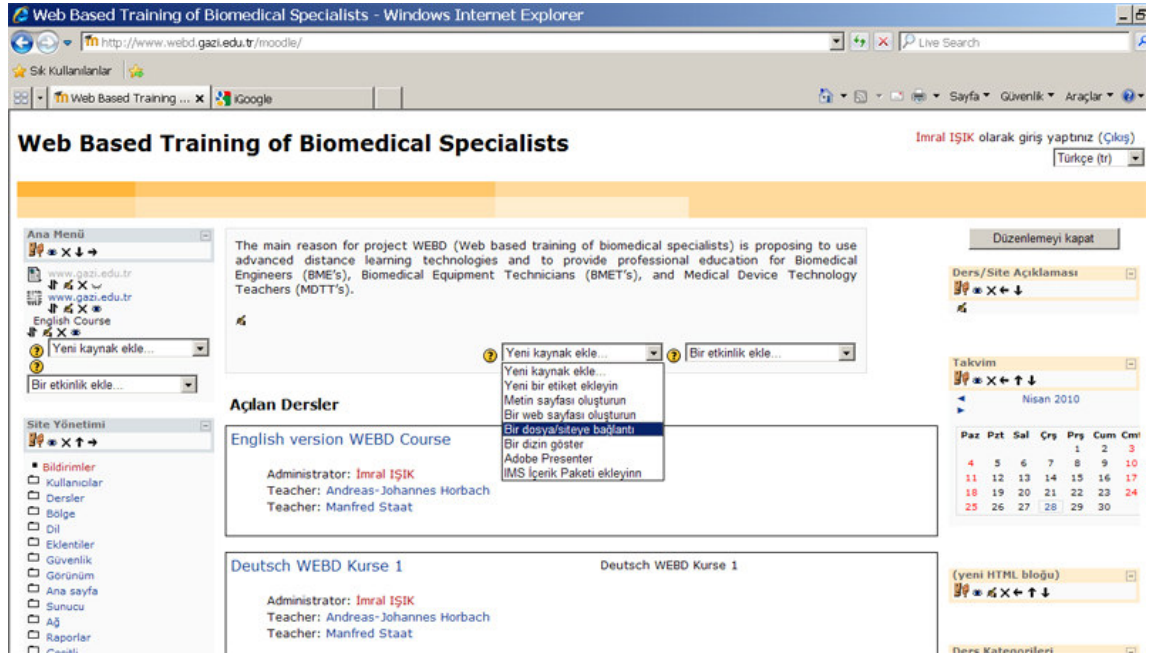 Web Based Training of Biomedical Specialists - Windows Internet Explorer
http://www.webd.gazi.edu.tr/moodle/
Live Search
Sık Kullanılanlar
Web Based Training ...
iGoogle
Sayfa
Güvenlik
Araçlar
Web Based Training of Biomedical Specialists
İmral IŞIK olarak giriş yaptınız (Çıkış)
Türkçe (tr)
Ana Menü
www.gazi.edu.tr
www.gazi.edu.tr
English Course
Yeni kaynak ekle...
Bir etkinlik ekle...
Site Yönetimi
Bildirimler
Kullanıcılar
Dersler
Bölge
Dil
Eklentiler
Güvenlik
Görünüm
Ana sayfa
Sunucu
Ağ
Raporlar
Çeşitli
The main reason for project WEBD (Web based training of biomedical specialists) is proposing to use
advanced distance learning technologies and to provide professional education for Biomedical
Engineers (BME's), Biomedical Equipment Technicians (BMET's), and Medical Device Technology
Teachers (MDTT's).
Yeni kaynak ekle...
Bir etkinlik ekle...
Yeni kaynak ekle...
Yeni bir etiket ekleyin
Metin sayfası oluşturun
Bir web sayfası oluşturun
Bir dosya/siteye bağlantı
Bir dizin göster
Adobe Presenter
IMS İçerik Paketi ekleyinn
Açılan Dersler
English version WEBD Course
Administrator: İmral IŞIK
Teacher: Andreas-Johannes Horbach
Teacher: Manfred Staat
Deutsch WEBD Kurse 1
Deutsch WEBD Kurse 1
Administrator: İmral IŞIK
Teacher: Andreas-Johannes Horbach
Teacher: Manfred Staat
Düzenlemeyi kapat
Ders/Site Açıklaması
Takvim
Nisan 2010
Paz Pzt Sal Çrş Prş Cum Cmt
1 2 3
4 5 6 7 8 9 10
11 12 13 14 15 16 17
18 19 20 21 22 23 24
25 26 27 28 29 30
(yeni HTML bloğu)
Ders Kategorileri